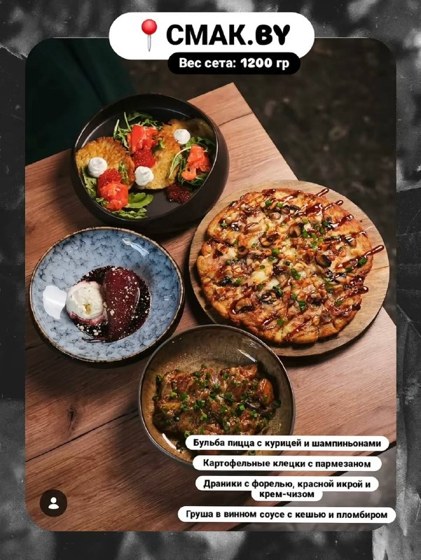 СМАК.BY
Вес сета: 1200 гр
Бульба пицца с курицей и шампиньонами
Картофельные клецки с пармезаном
Драники с форелью, красной икрой и
крем-чизом
Груша в винном соусе с кешью и пломбиром